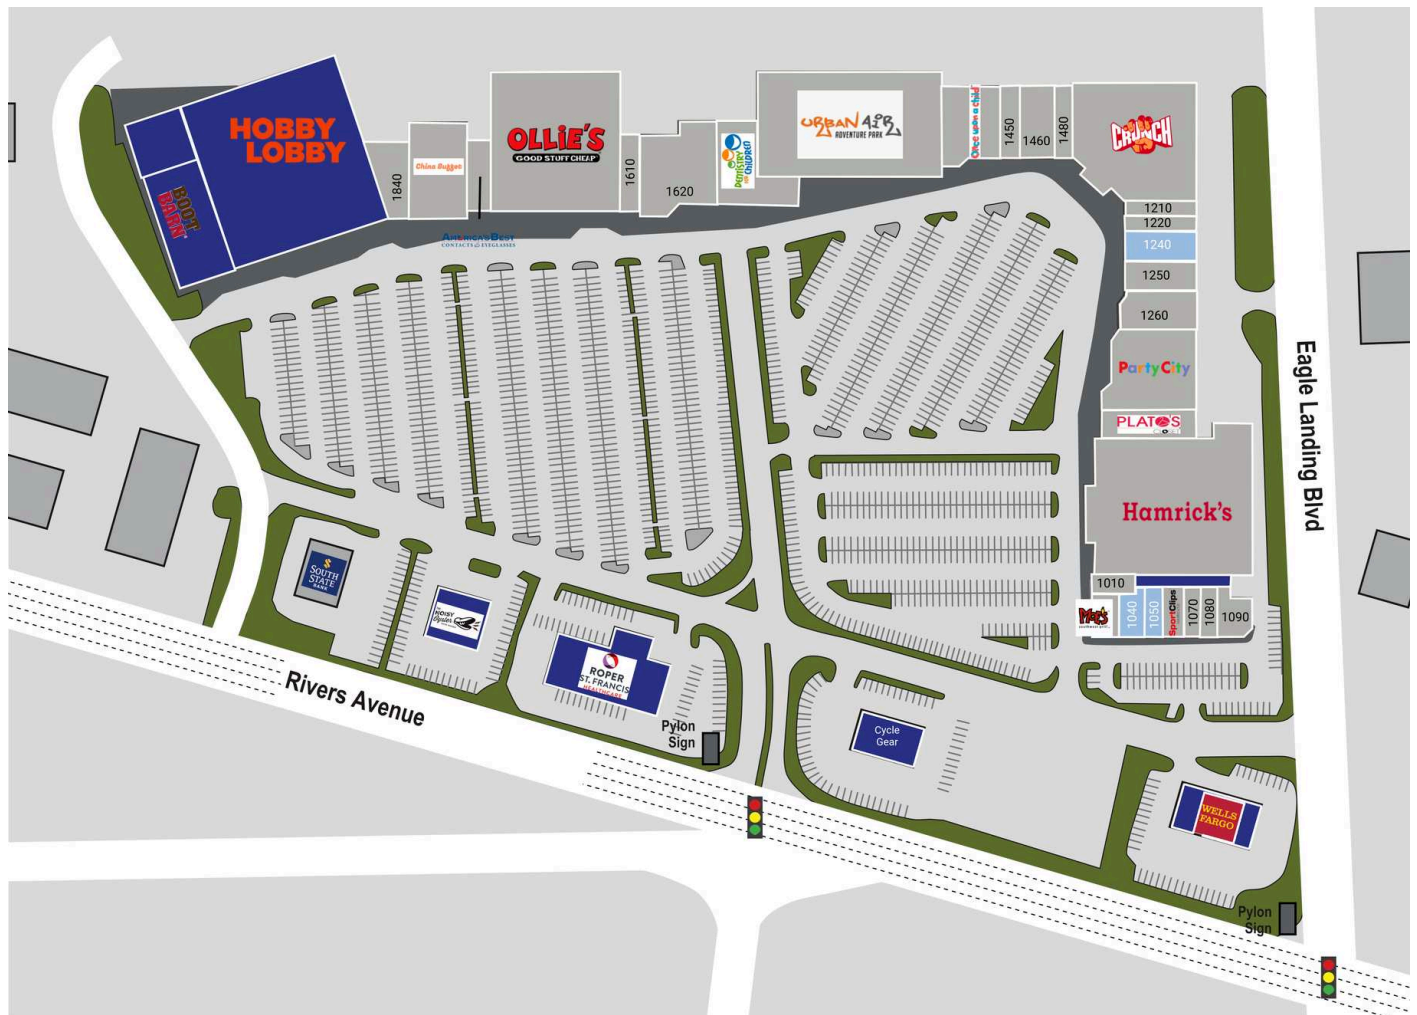 HOBBY
LOBBY
BOOT
BARN
1840
China Buffet
AMERICA'S BEST
CONTACTS & EYEGLASSES
OLLIE'S
GOOD STUFF CHEAP
1610
1620
DENTISTRY
FOR
CHILDREN
URBAN AIR
ADVENTURE PARK
Once upon a child
1450
1460
1480
CRUNCH
1210
1220
1240
1250
1260
Party City
PLATO'S
Hamrick's
1010
MOE'S
1040
1050
SportClips
1070
1080
1090
Eagle Landing Blvd
SOUTH
STATE
BANK
THE
NOISY
Oyster
ROPER
ST. FRANCIS
HEALTHCARE
Pylon
Sign
Cycle
Gear
WELLS
FARGO
Pylon
Sign
Rivers Avenue